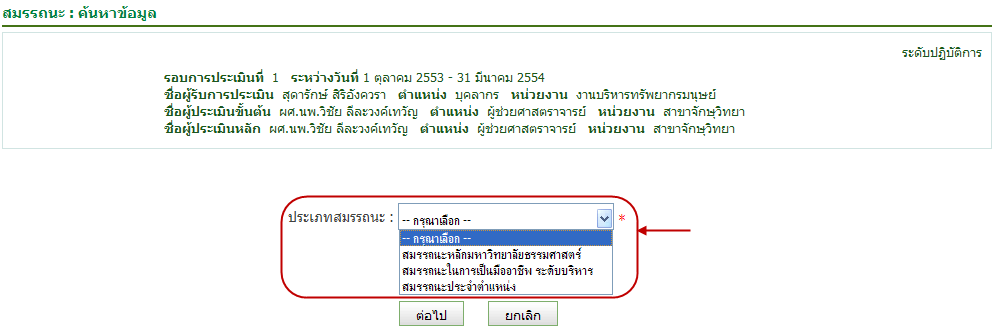 สมรรถนะ : ค้นหาข้อมูล
ระดับปฏิบัติการ
รอบการประเมินที่ 1 ระหว่างวันที่ 1 ตุลาคม 2553 - 31 มีนาคม 2554
ชื่อผู้รับการประเมิน สุดารักษ์ สิริอังควรา ตำแหน่ง บุคลากร หน่วยงาน งานบริหารทรัพยากรมนุษย์
ชื่อผู้ประเมินขั้นต้น ผศ.นพ.วิชัย ลีละวงค์เทวัญ ตำแหน่ง ผู้ช่วยศาสตราจารย์ หน่วยงาน สาขาจักษุวิทยา
ชื่อผู้ประเมินหลัก ผศ.นพ.วิชัย ลีละวงค์เทวัญ ตำแหน่ง ผู้ช่วยศาสตราจารย์ หน่วยงาน สาขาจักษุวิทยา
ประเภทสมรรถนะ : -- กรุณาเลือก -- *
-- กรุณาเลือก --
สมรรถนะหลักมหาวิทยาลัยธรรมศาสตร์
สมรรถนะในการเป็นมืออาชีพ ระดับบริหาร
สมรรถนะประจำตำแหน่ง
ต่อไป ยกเลิก